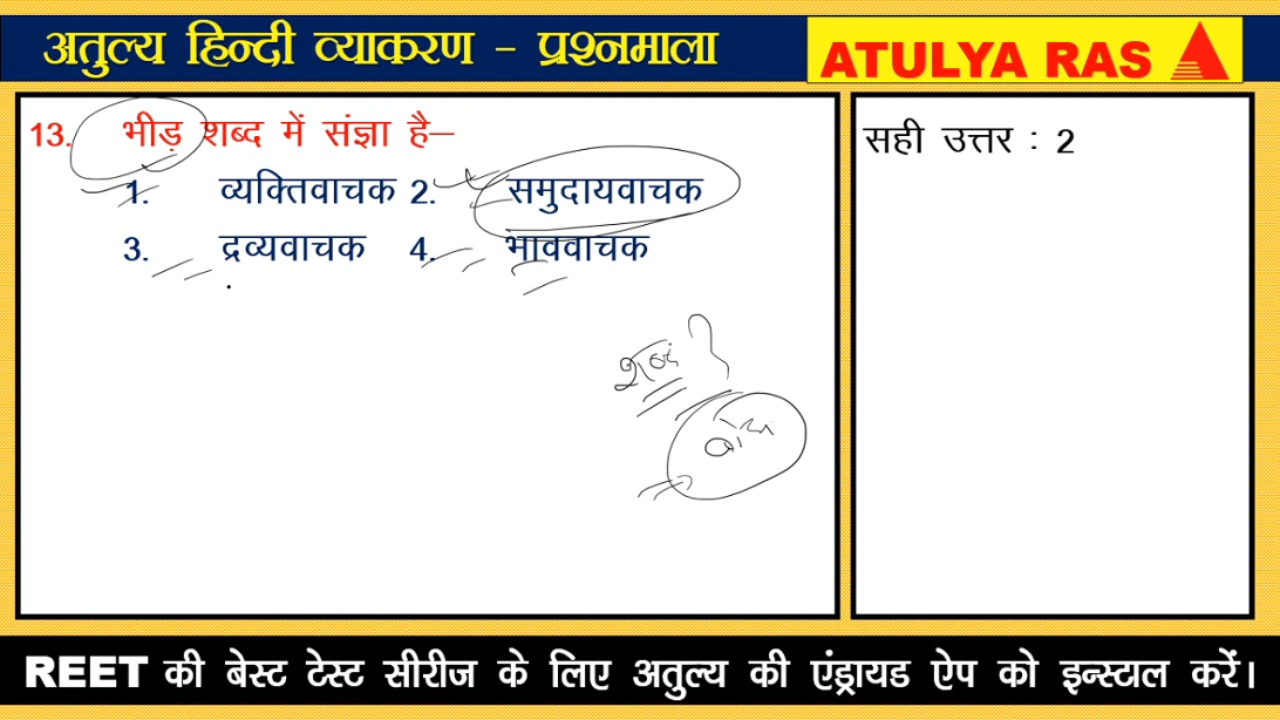 अतुल्य हिन्दी व्याकरण - प्रश्नमाला
ATULYA RAS
13. भीड़ शब्द में संज्ञा है–
1. व्यक्तिवाचक 2. समुदायवाचक
3. द्रव्यवाचक 4. भाववाचक
शब्द ?
सही उत्तर : 2
REET की बेस्ट टेस्ट सीरीज के लिए अतुल्य की एंड्रायड ऐप को इन्स्टाल करें।